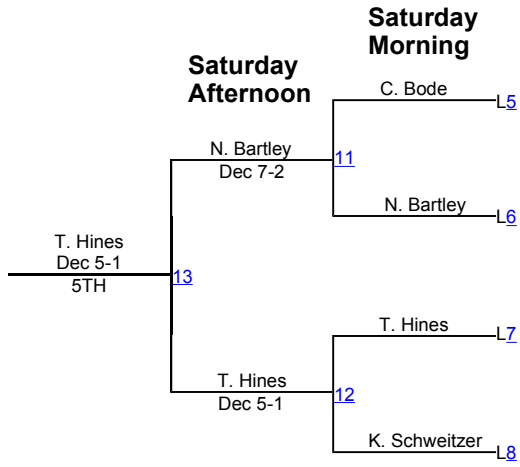 Saturday
Morning
Saturday
Afternoon
C. Bode
L5
N. Bartley
Dec 7-2
11
N. Bartley
L6
T. Hines
Dec 5-1
5TH
13
T. Hines
L7
T. Hines
Dec 5-1
12
K. Schweitzer
L8